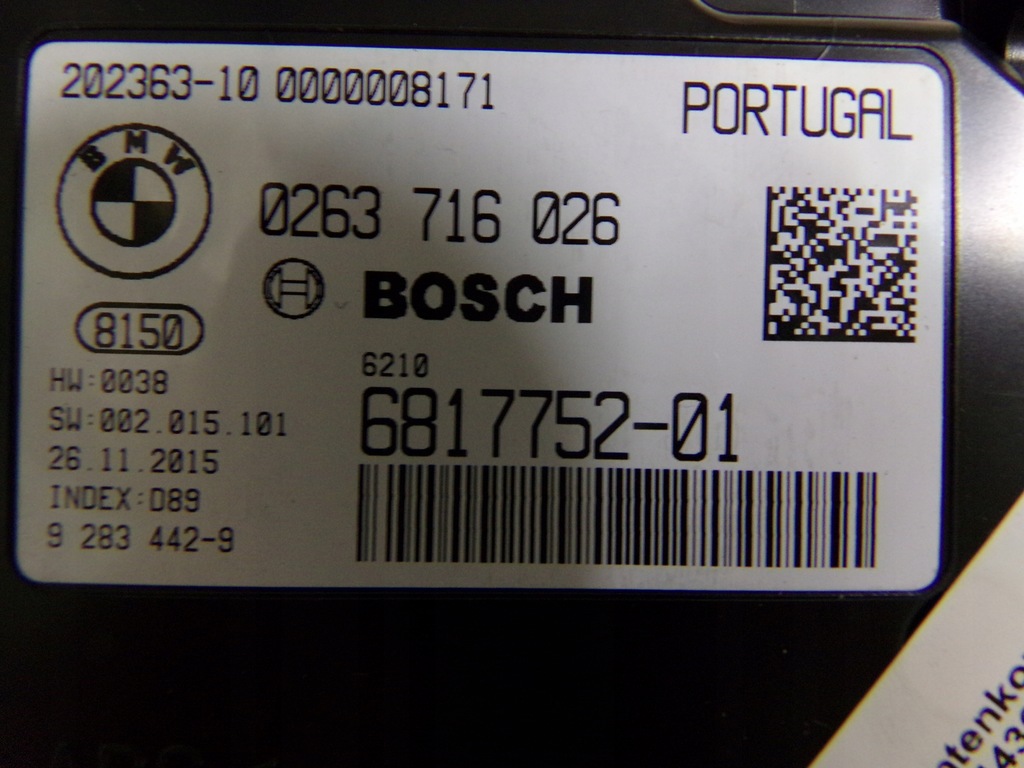 202363-10 0000008171
PORTUGAL
BMW
0263 716 026
BOSCH
8150
6210
6817752-01
HW:0038
SW:002.015.101
26.11.2015
INDEX:D89
9 283 442-9